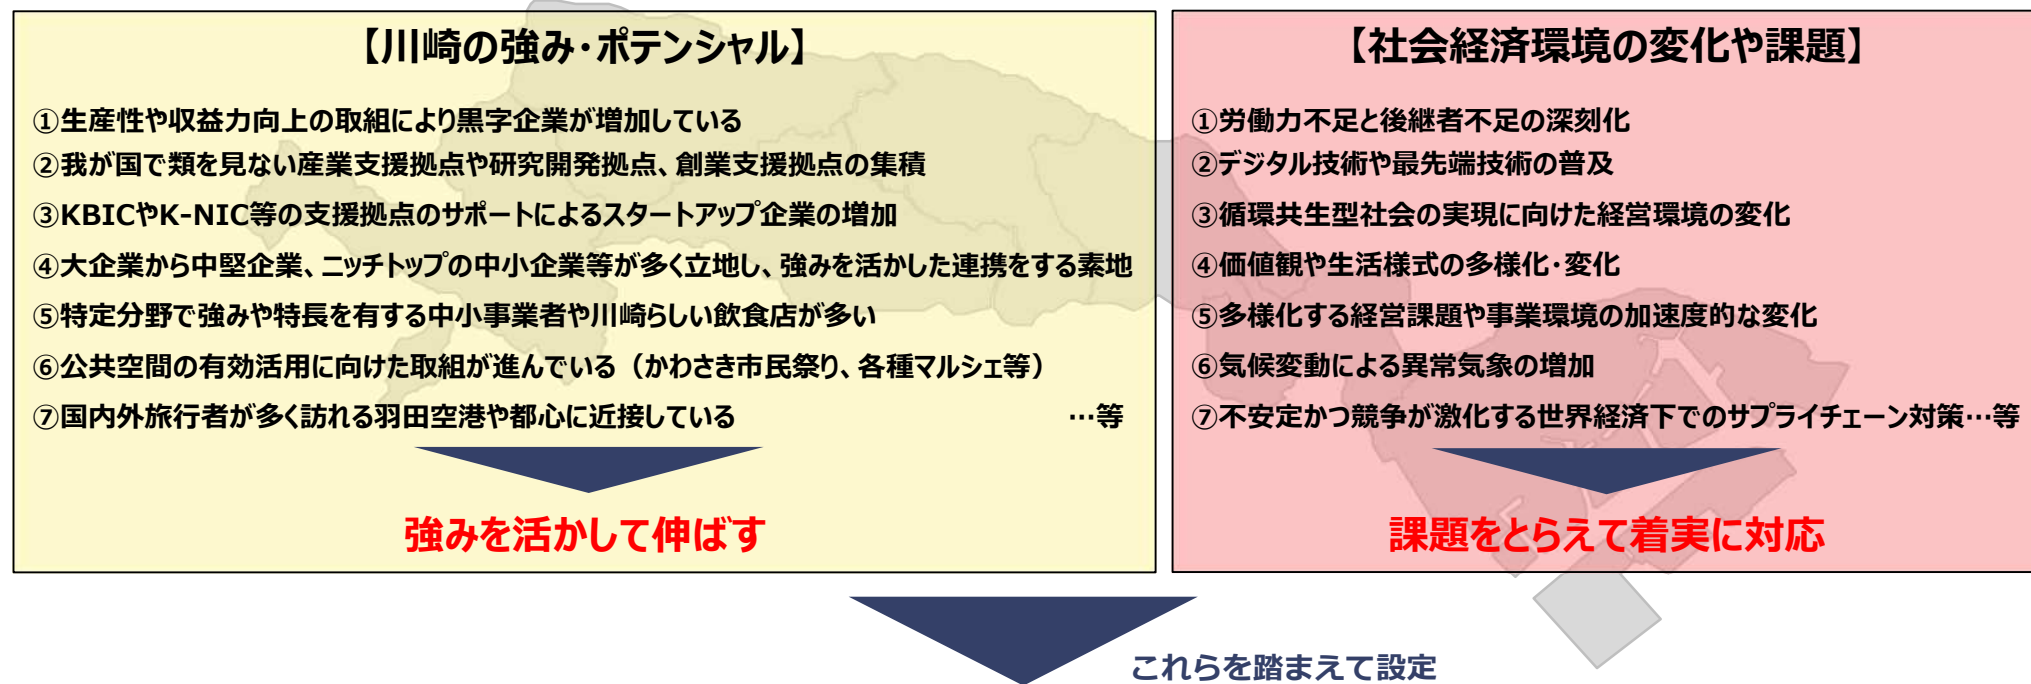 【川崎の強み・ポテンシャル】
①生産性や収益力向上の取組により黒字企業が増加している
②我が国で類を見ない産業支援拠点や研究開発拠点、創業支援拠点の集積
③KBICやK-NIC等の支援拠点のサポートによるスタートアップ企業の増加
④大企業から中堅企業、ニッチトップの中小企業等が多く立地し、強みを活かした連携をする素地
⑤特定分野で強みや特長を有する中小事業者や川崎らしい飲食店が多い
⑥公共空間の有効活用に向けた取組が進んでいる（かわさき市民祭り、各種マルシェ等）
⑦国内外旅行者が多く訪れる羽田空港や都心に近接している …等
強みを活かして伸ばす
【社会経済環境の変化や課題】
①労働力不足と後継者不足の深刻化
②デジタル技術や最先端技術の普及
③循環共生型社会の実現に向けた経営環境の変化
④価値観や生活様式の多様化・変化
⑤多様化する経営課題や事業環境の加速度的な変化
⑥気候変動による異常気象の増加
⑦不安定かつ競争が激化する世界経済下でのサプライチェーン対策…等
課題をとらえて着実に対応
これらを踏まえて設定